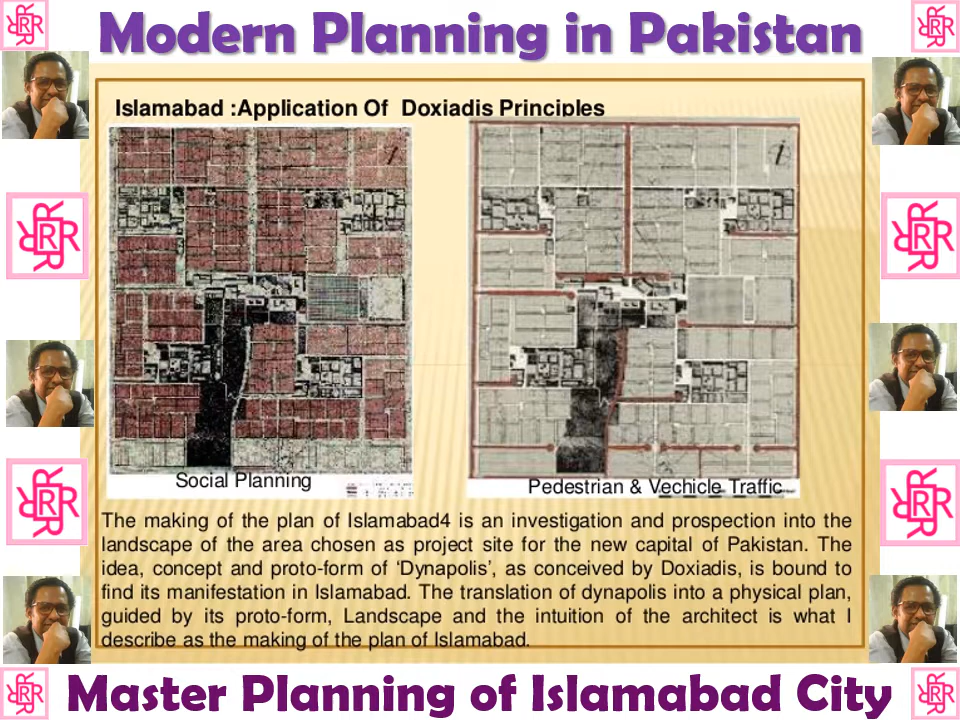 Modern Planning in Pakistan
Islamabad :Application Of Doxiadis Principles
Social Planning
Pedestrian & Vechicle Traffic
The making of the plan of Islamabad4 is an investigation and prospection into the
landscape of the area chosen as project site for the new capital of Pakistan. The
idea, concept and proto-form of ‘Dynapolis’, as conceived by Doxiadis, is bound to
find its manifestation in Islamabad. The translation of dynapolis into a physical plan,
guided by its proto-form, Landscape and the intuition of the architect is what I
describe as the making of the plan of Islamabad.
Master Planning of Islamabad City